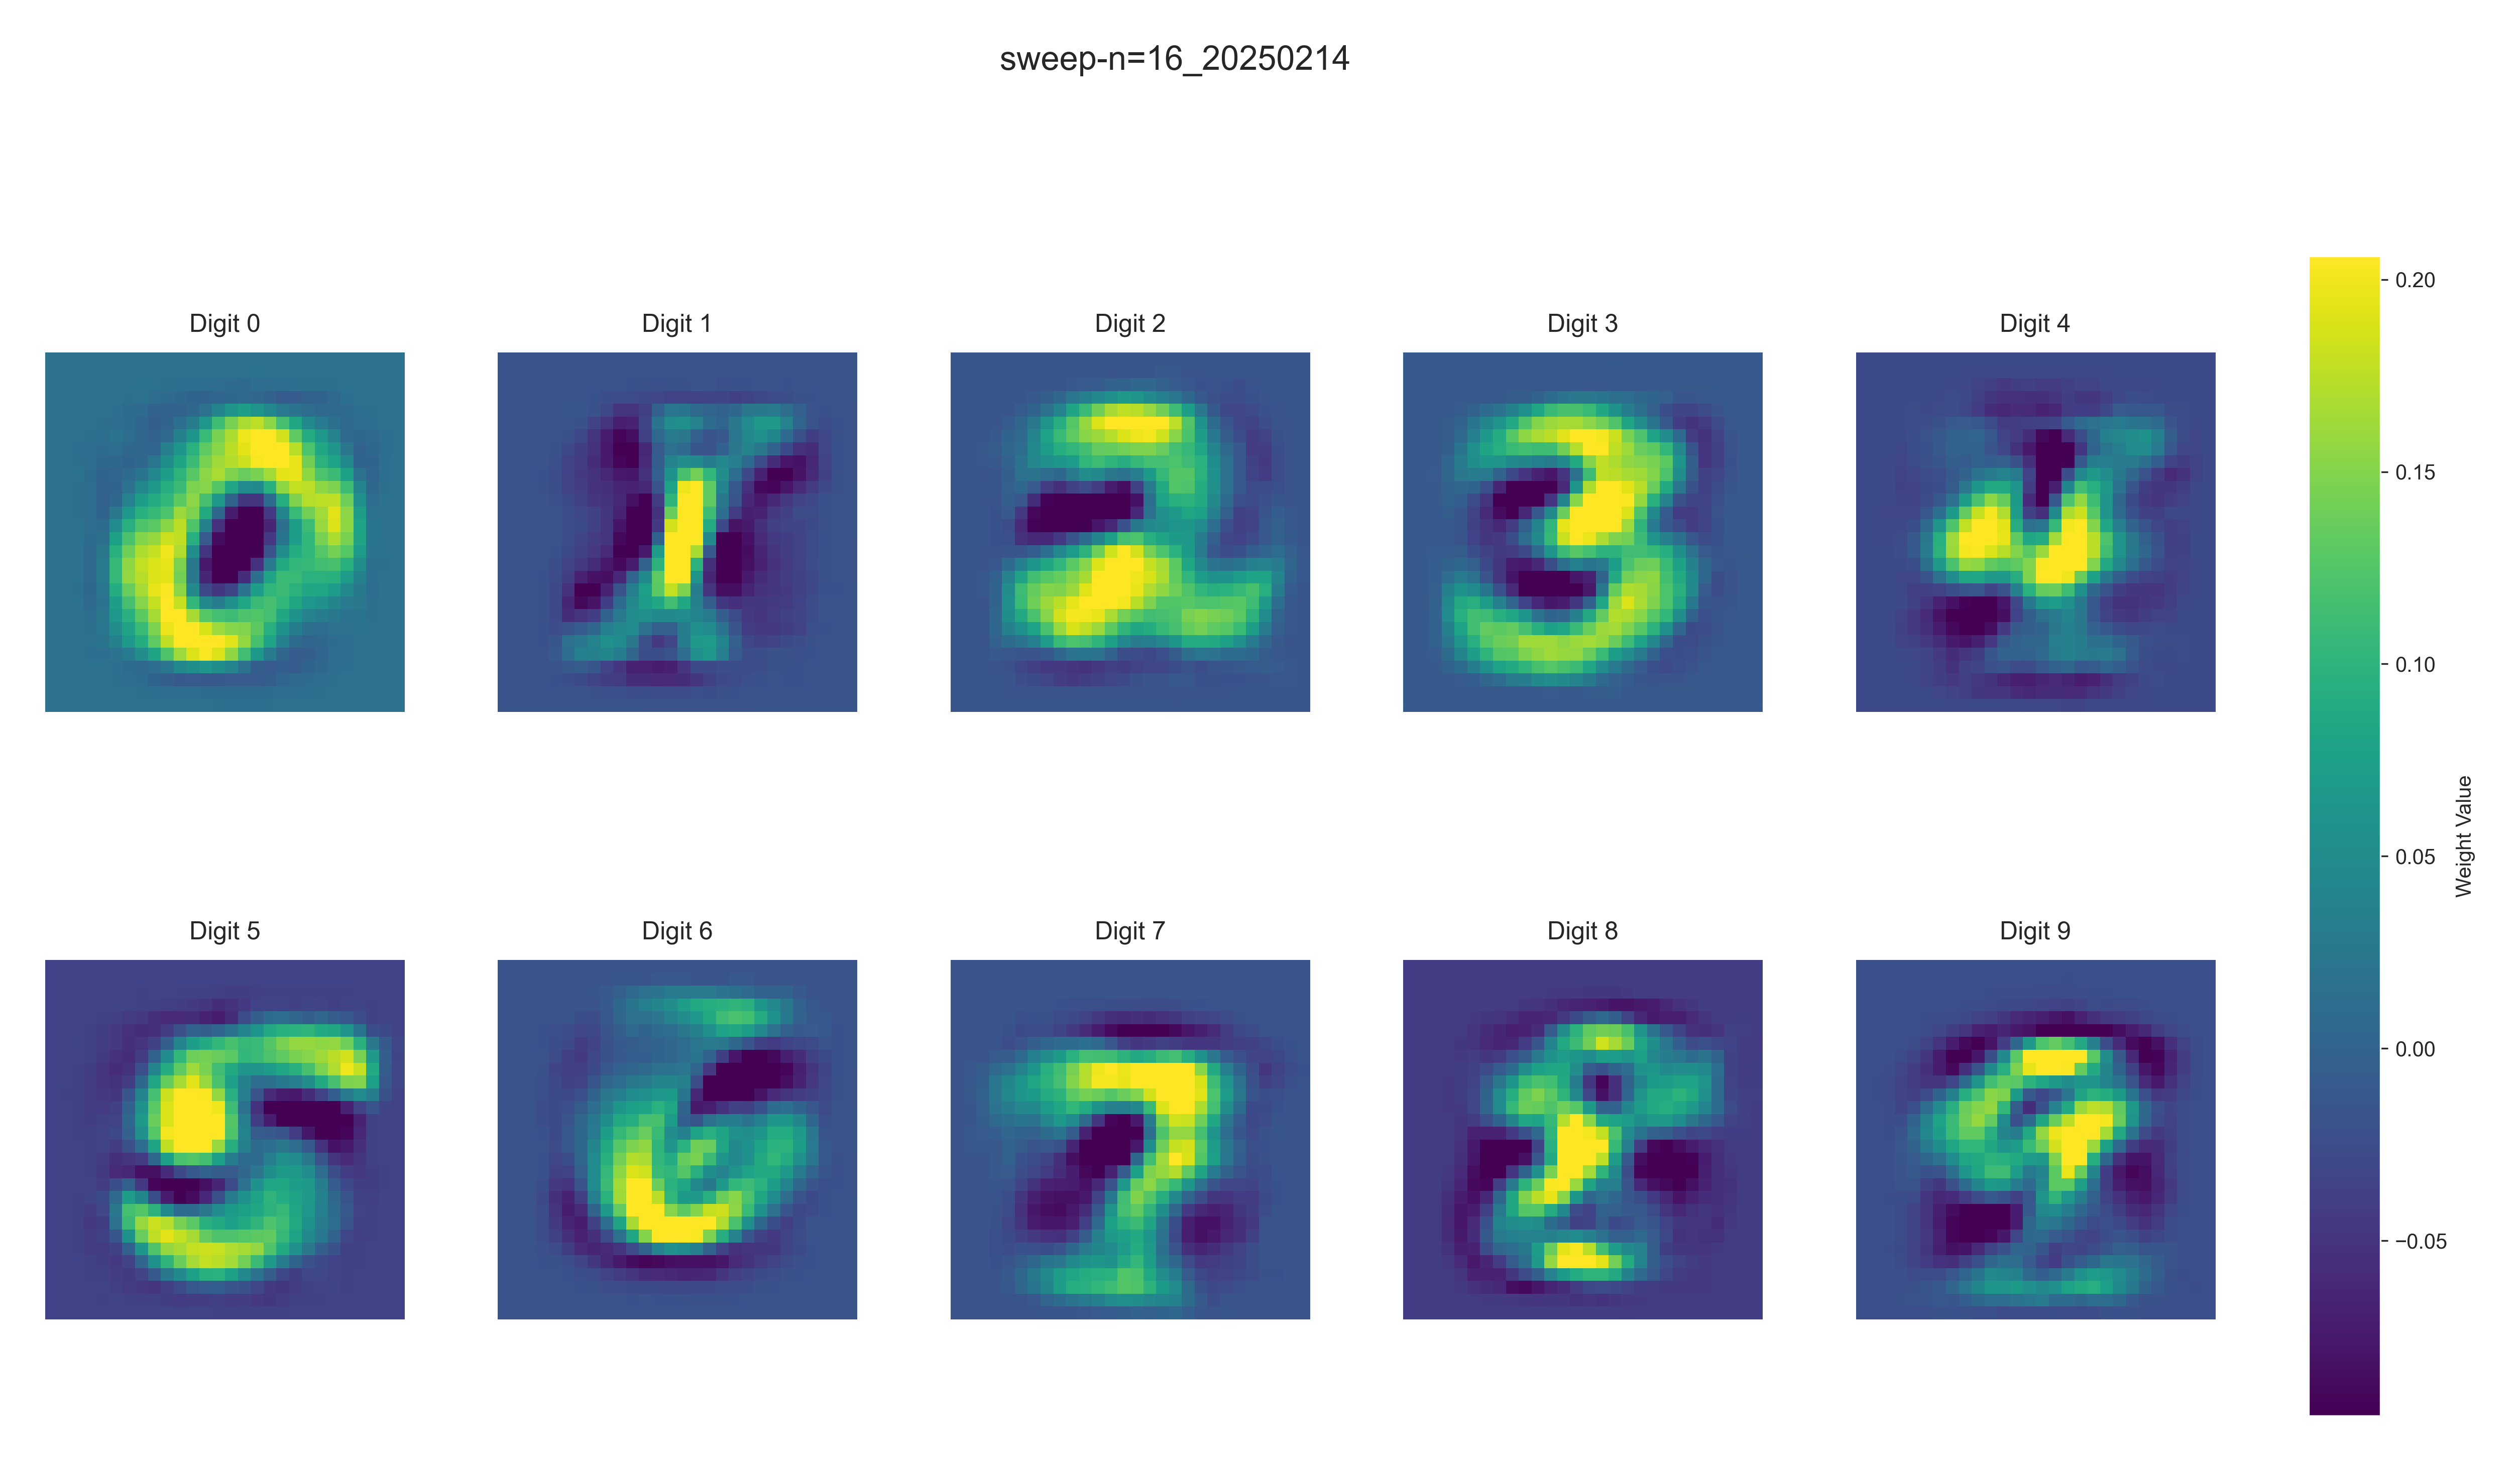 sweep-n=16_20250214
Digit 0
Digit 1
Digit 2
Digit 3
Digit 4
Digit 5
Digit 6
Digit 7
Digit 8
Digit 9
0.20
0.15
0.10
0.05
0.00
−0.05
Weight Value